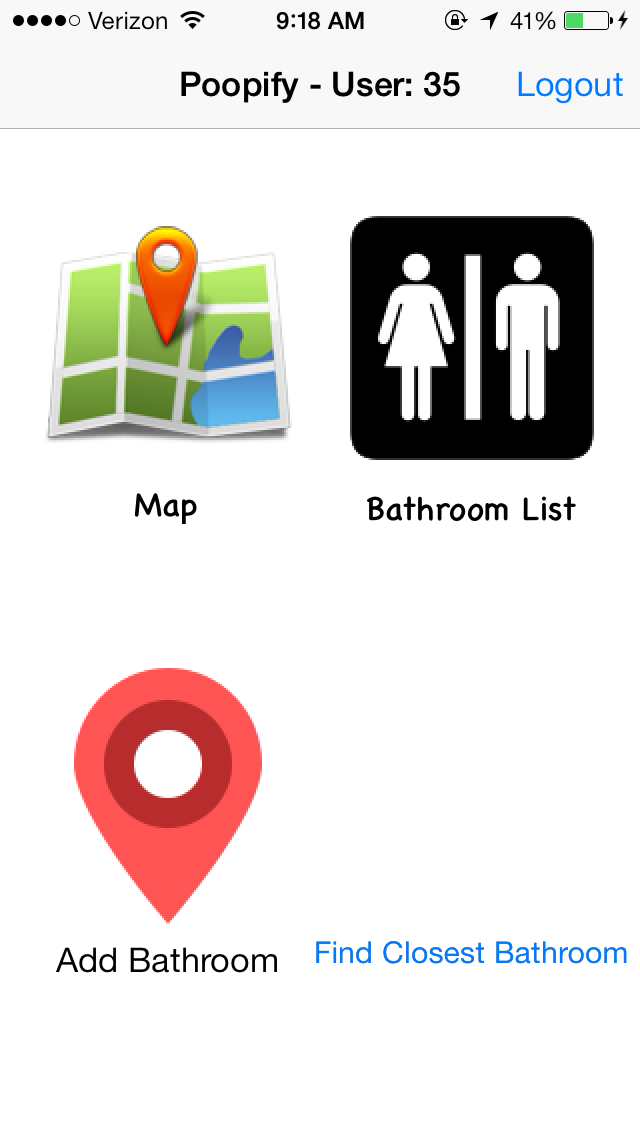 Verizon 9:18 AM 41%
Poopify - User: 35 Logout
Map Bathroom List
Add Bathroom Find Closest Bathroom